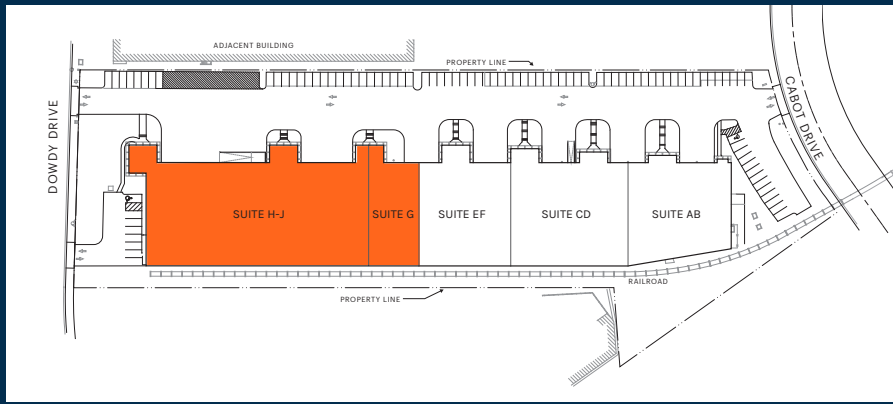 ADJACENT BUILDING
PROPERTY LINE
DOWDY DRIVE
CABOT DRIVE
SUITE H-J
SUITE G
SUITE EF
SUITE CD
SUITE AB
RAILROAD
PROPERTY LINE